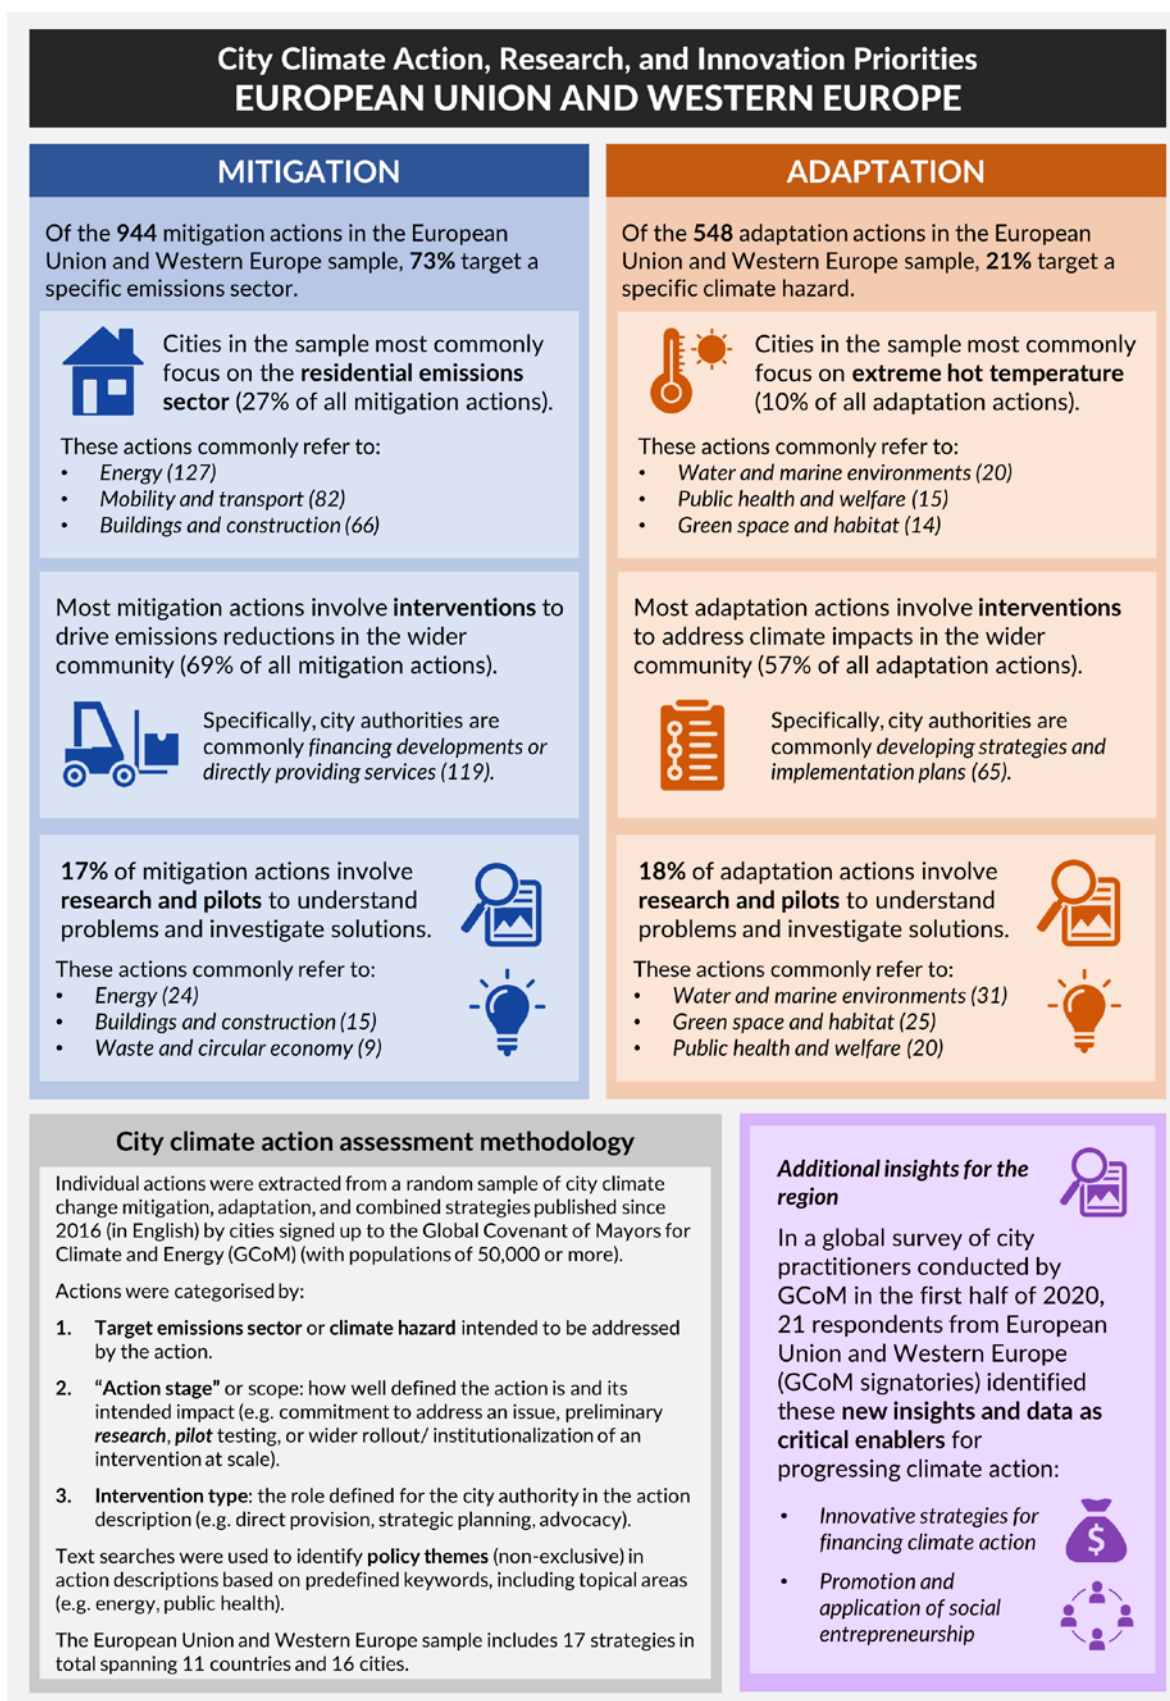 City Climate Action, Research, and Innovation Priorities
EUROPEAN UNION AND WESTERN EUROPE
MITIGATION
Of the 944 mitigation actions in the European
Union and Western Europe sample, 73% target a
specific emissions sector.
Cities in the sample most commonly
focus on the residential emissions
sector (27% of all mitigation actions).
These actions commonly refer to:
• Energy (127)
• Mobility and transport (82)
• Buildings and construction (66)
Most mitigation actions involve interventions to
drive emissions reductions in the wider
community (69% of all mitigation actions).
Specifically, city authorities are
commonly financing developments or
directly providing services (119).
17% of mitigation actions involve
research and pilots to understand
problems and investigate solutions.
These actions commonly refer to:
• Energy (24)
• Buildings and construction (15)
• Waste and circular economy (9)
ADAPTATION
Of the 548 adaptation actions in the European
Union and Western Europe sample, 21% target a
specific climate hazard.
Cities in the sample most commonly
focus on extreme hot temperature
(10% of all adaptation actions).
These actions commonly refer to:
• Water and marine environments (20)
• Public health and welfare (15)
• Green space and habitat (14)
Most adaptation actions involve interventions
to address climate impacts in the wider
community (57% of all adaptation actions).
Specifically, city authorities are
commonly developing strategies and
implementation plans (65).
18% of adaptation actions involve
research and pilots to understand
problems and investigate solutions.
These actions commonly refer to:
• Water and marine environments (31)
• Green space and habitat (25)
• Public health and welfare (20)
City climate action assessment methodology
Individual actions were extracted from a random sample of city climate
change mitigation, adaptation, and combined strategies published since
2016 (in English) by cities signed up to the Global Covenant of Mayors for
Climate and Energy (GCoM) (with populations of 50,000 or more).
Actions were categorised by:
1. Target emissions sector or climate hazard intended to be addressed
by the action.
2. “Action stage” or scope: how well defined the action is and its
intended impact (e.g. commitment to address an issue, preliminary
research, pilot testing, or wider rollout/ institutionalization of an
intervention at scale).
3. Intervention type: the role defined for the city authority in the action
description (e.g. direct provision, strategic planning, advocacy).
Text searches were used to identify policy themes (non-exclusive) in
action descriptions based on predefined keywords, including topical areas
(e.g. energy, public health).
The European Union and Western Europe sample includes 17 strategies in
total spanning 11 countries and 16 cities.
Additional insights for the
region
In a global survey of city
practitioners conducted by
GCoM in the first half of 2020,
21 respondents from European
Union and Western Europe
(GCoM signatories) identified
these new insights and data as
critical enablers for
progressing climate action:
• Innovative strategies for
financing climate action
$
• Promotion and
application of social
entrepreneurship